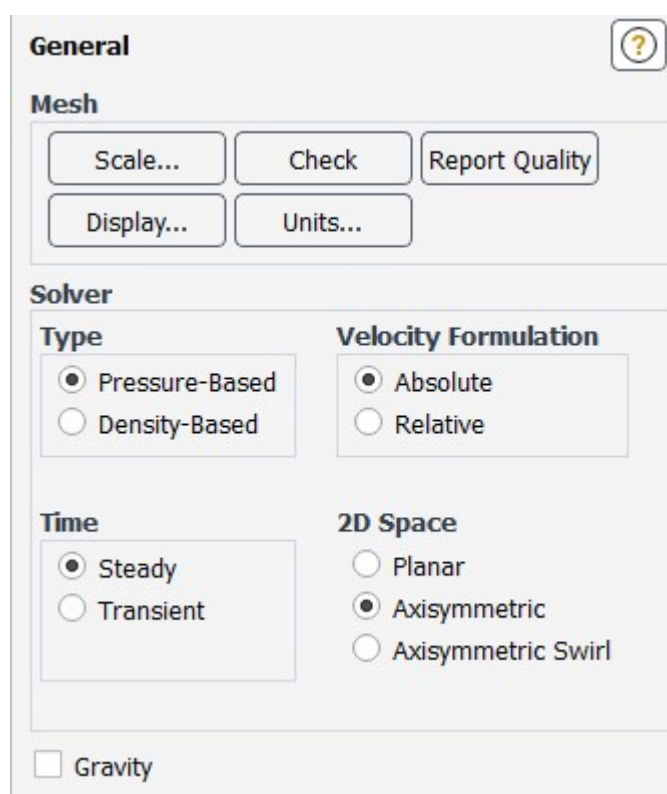 General
?
Mesh
Scale... Check Report Quality
Display... Units...
Solver
Type Velocity Formulation
Pressure-Based Absolute
Density-Based Relative
Time 2D Space
Steady Planar
Transient Axisymmetric
Axisymmetric Swirl
Gravity